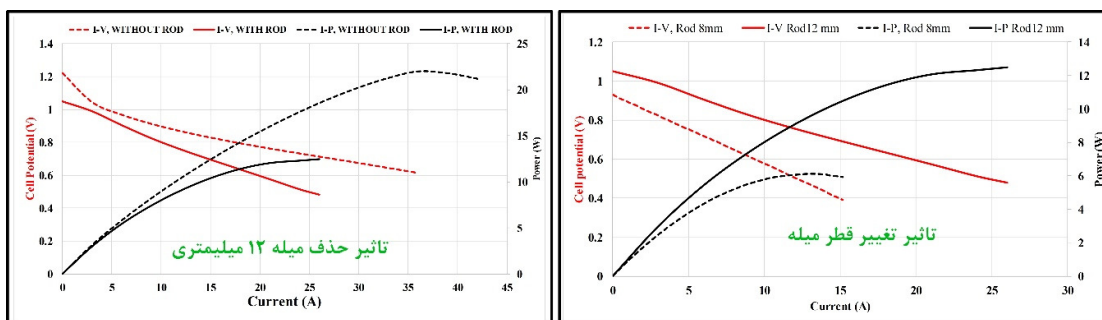 I-V, WITHOUT ROD I-V, WITH ROD I-P, WITHOUT ROD I-P, WITH ROD
1.4
1.2
1
0.8
0.6
0.4
0.2
0
Cell Potential (V)
25
20
15
10
5
0
Power (W)
0 5 10 15 20 25 30 35 40 45
Current (A)
تاثیر حذف میله ۱۲ میلیمتری
I-V, Rod 8mm I-V Rod12 mm I-P, Rod 8mm I-P Rod12 mm
1.2
1
0.8
0.6
0.4
0.2
0
Cell potential (V)
14
12
10
8
6
4
2
0
Power (W)
0 5 10 15 20 25 30
Current (A)
تاثیر تغییر قطر میله